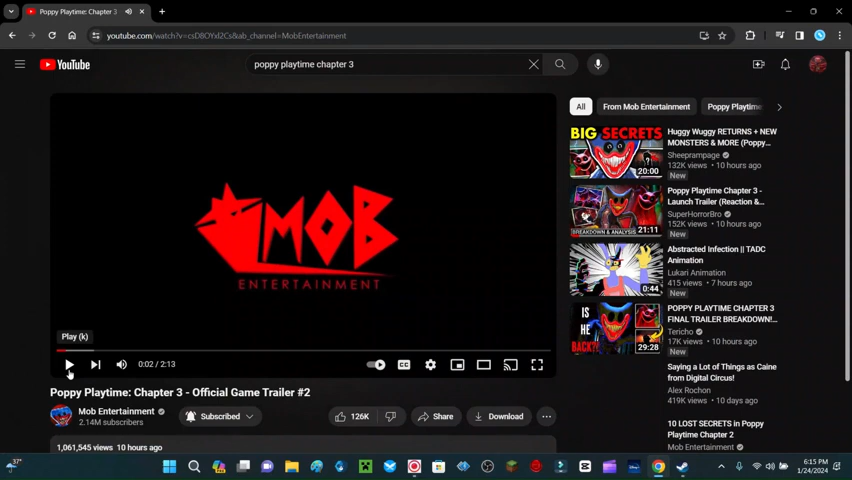 Poppy Playtime: Chapter 3
youtube.com/watch?v=csD8OYxI2Cs&ab_channel=MobEntertainment
YouTube
poppy playtime chapter 3
MOB
ENTERTAINMENT
Play (k)
0:02 / 2:13
CC
Poppy Playtime: Chapter 3 - Official Game Trailer #2
Mob Entertainment
2.14M subscribers
Subscribed
126K
Share
Download
1,061,545 views 10 hours ago
All
From Mob Entertainment
Poppy Playtime
BIG SECRETS
20:00
Huggy Wuggy RETURNS + NEW
MONSTERS & MORE (Poppy...
Sheeprampage
132K views • 10 hours ago
New
BREAKDOWN & ANALYSIS
21:11
Poppy Playtime Chapter 3 -
Launch Trailer (Reaction &...
SuperHorrorBro
152K views • 10 hours ago
New
0:44
Abstracted Infection || TADC
Animation
Lukari Animation
415 views • 7 hours ago
New
IS
HE
29:28
POPPY PLAYTIME CHAPTER 3
FINAL TRAILER BREAKDOWN!...
Tericho
17K views • 10 hours ago
New
Saying a Lot of Things as Caine
from Digital Circus!
Alex Rochon
419K views • 10 days ago
10 LOST SECRETS in Poppy
Playtime Chapter 2
Mob Entertainment
37°
6:15 PM
1/24/2024